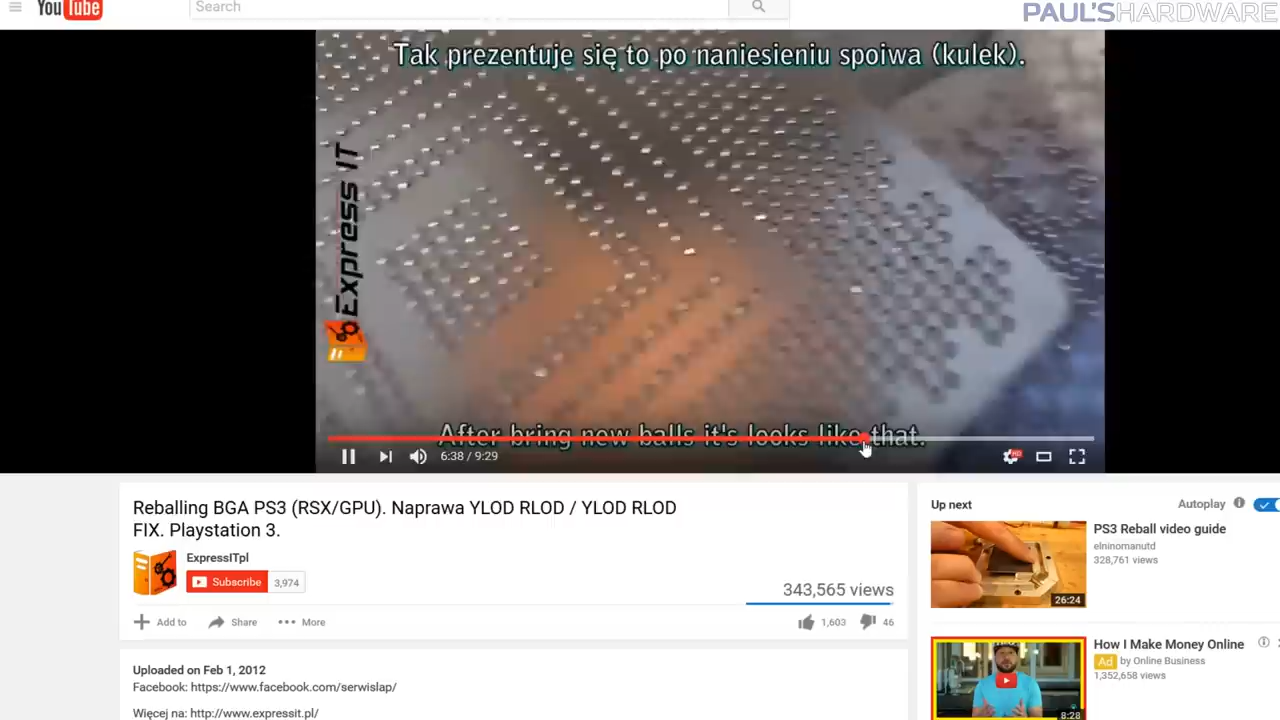 YouTube
Search
PAUL'SHARDWARE
Tak prezentuje się to po naniesieniu spoiwa (kulek).
Express IT
After bring new balls it's looks like that.
6:38 / 9:29
HD
Reballing BGA PS3 (RSX/GPU). Naprawa YLOD RLOD / YLOD RLOD
FIX. Playstation 3.
ExpressITpl
Subscribe 3,974
343,565 views
Add to Share More
1,603 46
Uploaded on Feb 1, 2012
Facebook: https://www.facebook.com/serwislap/
Więcej na: http://www.expressit.pl/
Up next
Autoplay
PS3 Reball video guide
elninomanutd
328,761 views
26:24
How I Make Money Online
Ad by Online Business
1,352,658 views
8:28